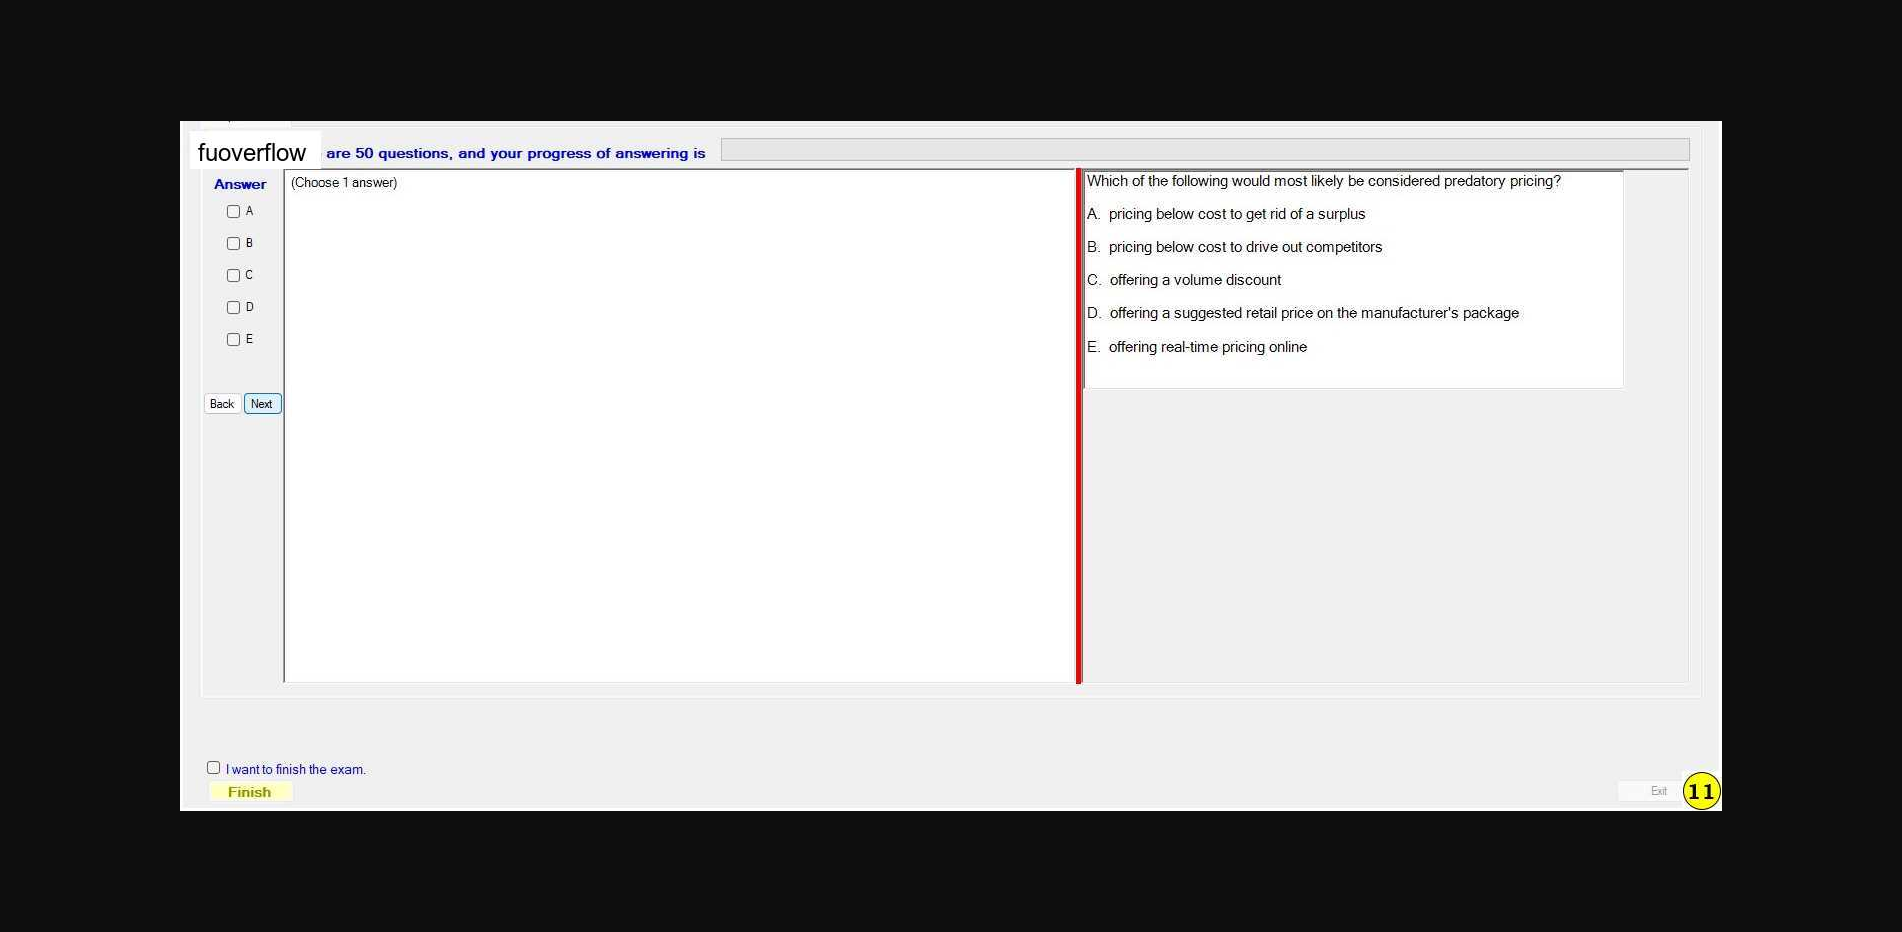 fuoverflow are 50 questions, and your progress of answering is
Answer
(Choose 1 answer)
A
B
C
D
E
Back Next
Which of the following would most likely be considered predatory pricing?
A. pricing below cost to get rid of a surplus
B. pricing below cost to drive out competitors
C. offering a volume discount
D. offering a suggested retail price on the manufacturer's package
E. offering real-time pricing online
I want to finish the exam.
Finish
Exit
11